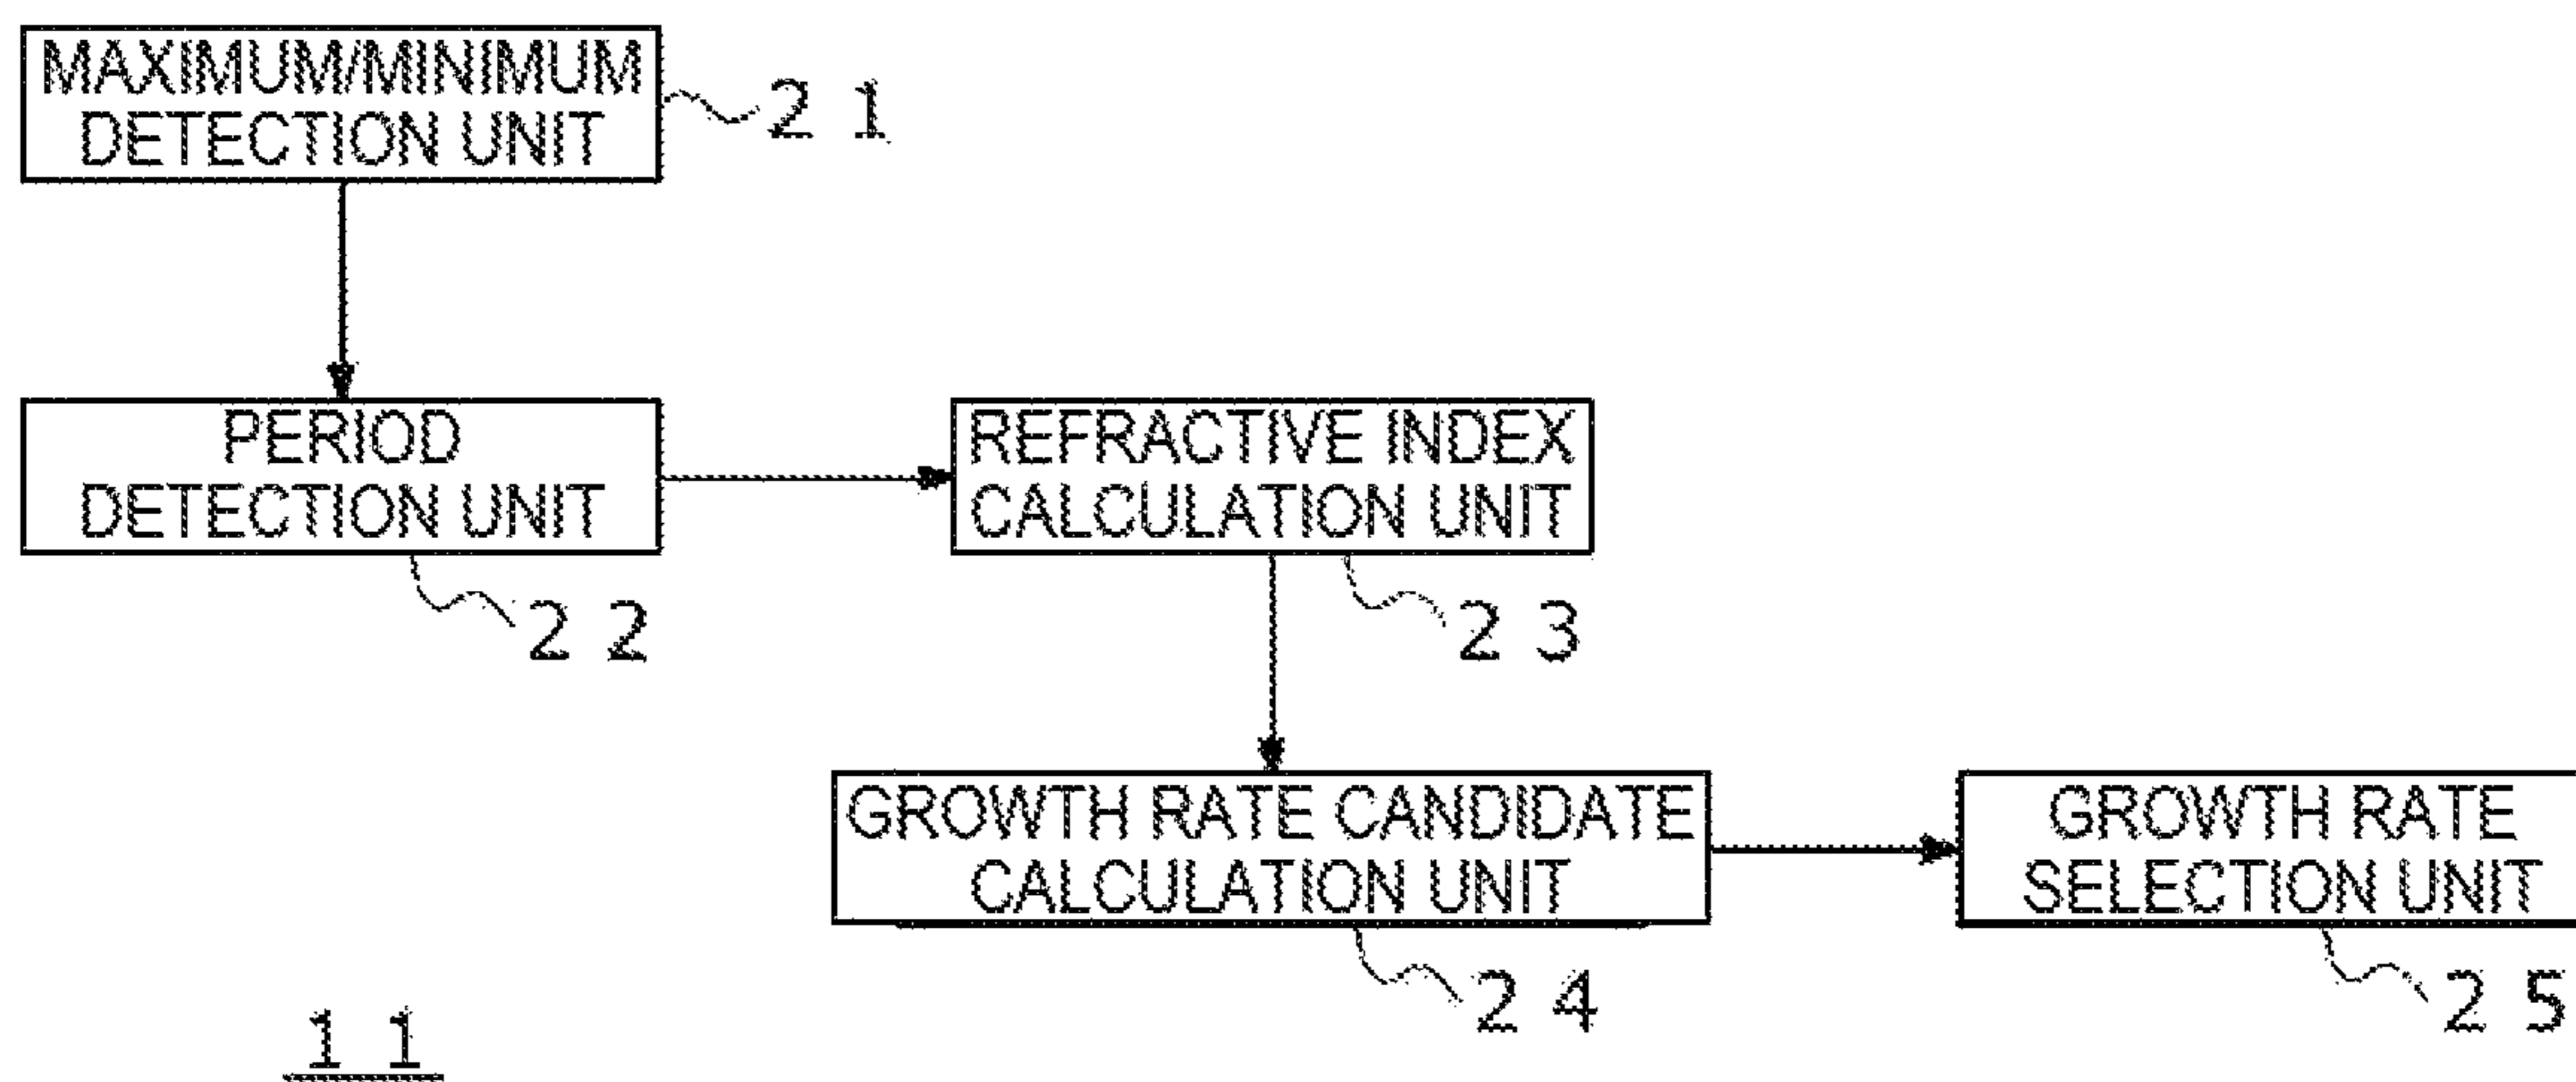 MAXIMUM/MINIMUM
DETECTION UNIT
21
PERIOD
DETECTION UNIT
22
REFRACTIVE INDEX
CALCULATION UNIT
23
GROWTH RATE CANDIDATE
CALCULATION UNIT
24
GROWTH RATE
SELECTION UNIT
25
11